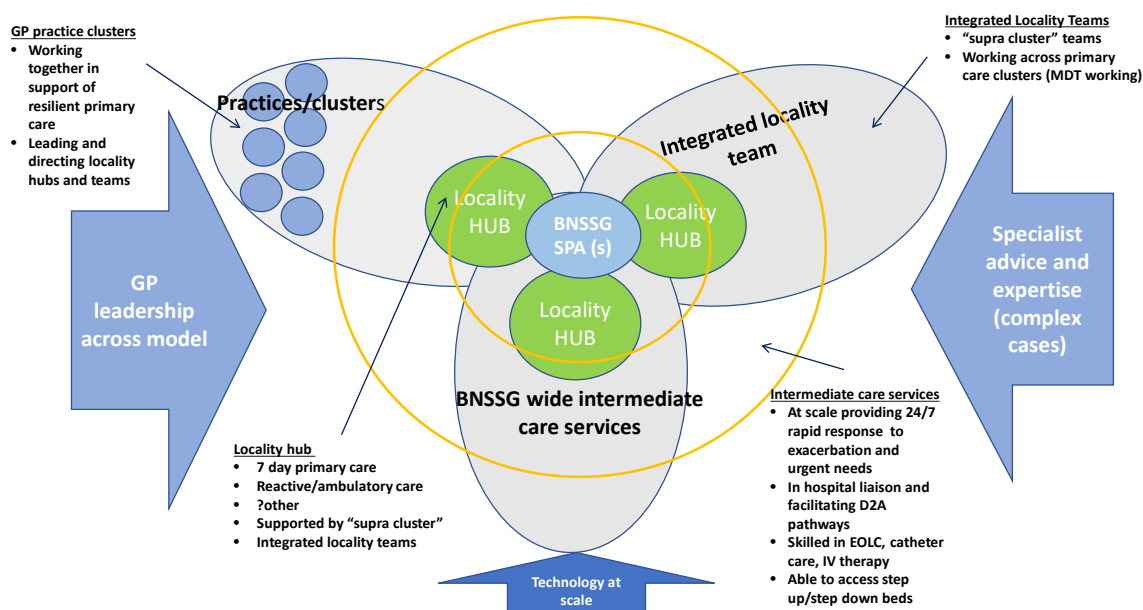 GP practice clusters
• Working
together in
support of
resilient primary
care
• Leading and
directing locality
hubs and teams
Integrated Locality Teams
• “supra cluster” teams
• Working across primary
care clusters (MDT working)
Practices/clusters
Integrated locality
team
Locality
HUB
BNSSG
SPA (s)
Locality
HUB
Locality
HUB
GP
leadership
across model
Specialist
advice and
expertise
(complex
cases)
BNSSG wide intermediate
care services
Locality hub
• 7 day primary care
• Reactive/ambulatory care
• ?other
• Supported by “supra cluster”
• Integrated locality teams
Intermediate care services
• At scale providing 24/7
rapid response to
exacerbation and
urgent needs
• In hospital liaison and
facilitating D2A
pathways
• Skilled in EOLC, catheter
care, IV therapy
• Able to access step
up/step down beds
Technology at
scale